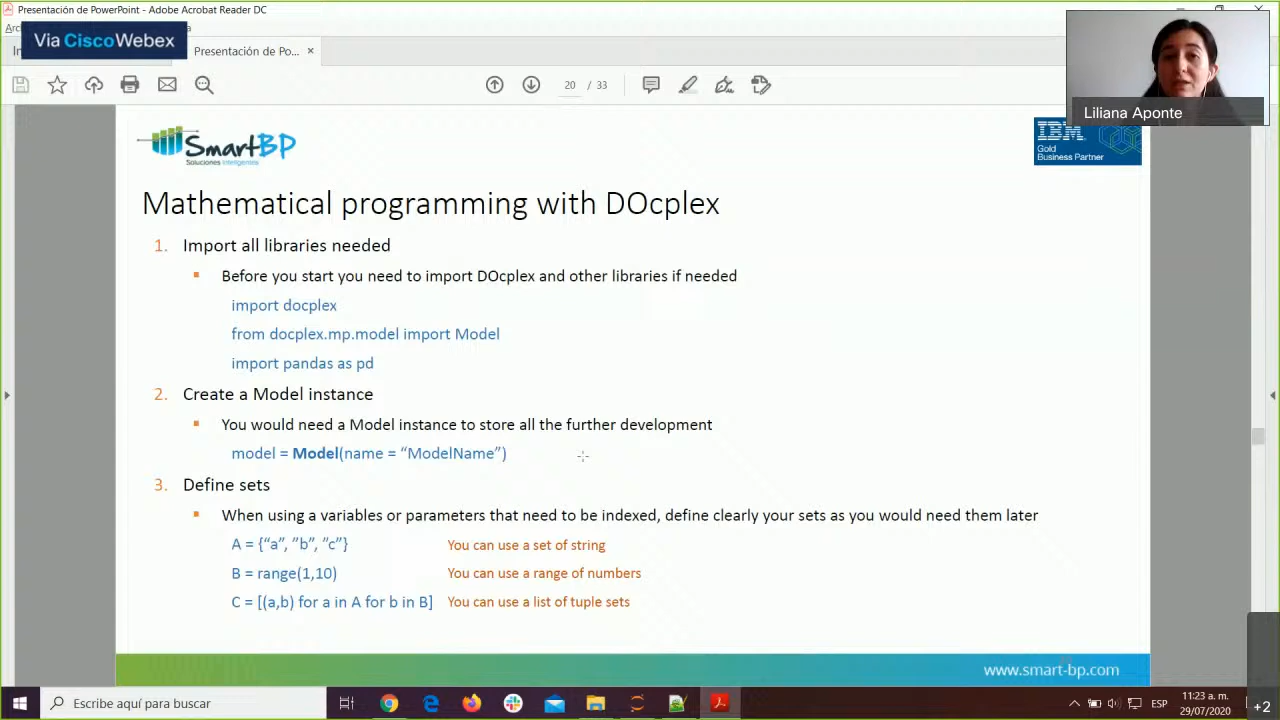 Presentación de PowerPoint - Adobe Acrobat Reader DC
Via CiscoWebex
Presentación de Po... ×
20 / 33
Liliana Aponte
SmartBP
Soluciones Inteligentes
IBM
Gold
Business Partner
Mathematical programming with DOcplex
1. Import all libraries needed
▪ Before you start you need to import DOcplex and other libraries if needed
import docplex
from docplex.mp.model import Model
import pandas as pd
2. Create a Model instance
▪ You would need a Model instance to store all the further development
model = Model(name = “ModelName”)
3. Define sets
▪ When using a variables or parameters that need to be indexed, define clearly your sets as you would need them later
A = {“a”, ”b”, ”c”} You can use a set of string
B = range(1,10) You can use a range of numbers
C = [(a,b) for a in A for b in B] You can use a list of tuple sets
www.smart-bp.com
Escribe aquí para buscar
ESP
11:23 a. m.
29/07/2020
+2